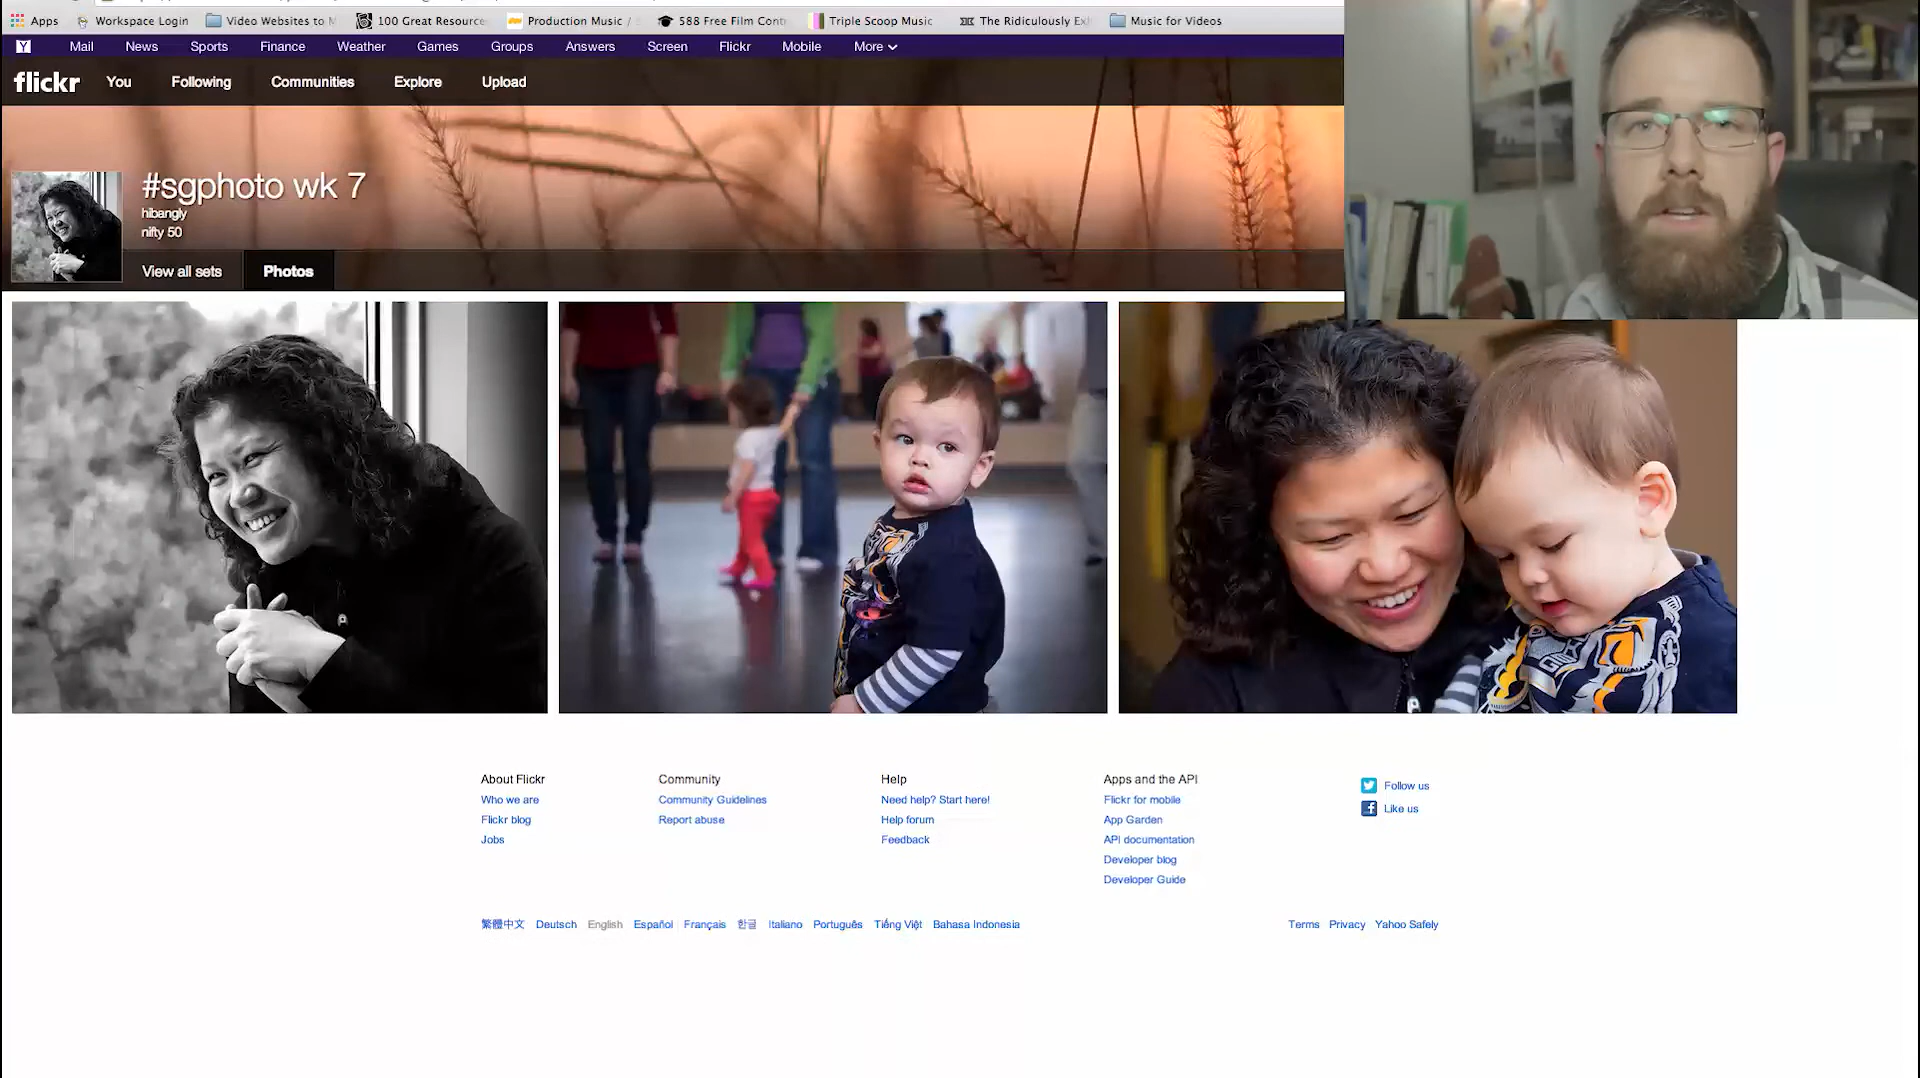 Apps Workspace Login Video Websites to 100 Great Resource Production Music / 588 Free Film Cont Triple Scoop Music The Ridiculously Music for Videos
Y Mail News Sports Finance Weather Games Groups Answers Screen Flickr Mobile More
flickr You Following Communities Explore Upload
#sgphoto wk 7
hibangly
nifty 50
View all sets Photos
About Flickr Community Help Apps and the API
Who we are Community Guidelines Need help? Start here! Flickr for mobile Follow us
Flickr blog Report abuse Help forum App Garden Like us
Jobs Feedback API documentation
Developer blog
Developer Guide
繁體中文 Deutsch English Español Français 한글 Italiano Português Tiếng Việt Bahasa Indonesia Terms Privacy Yahoo Safely